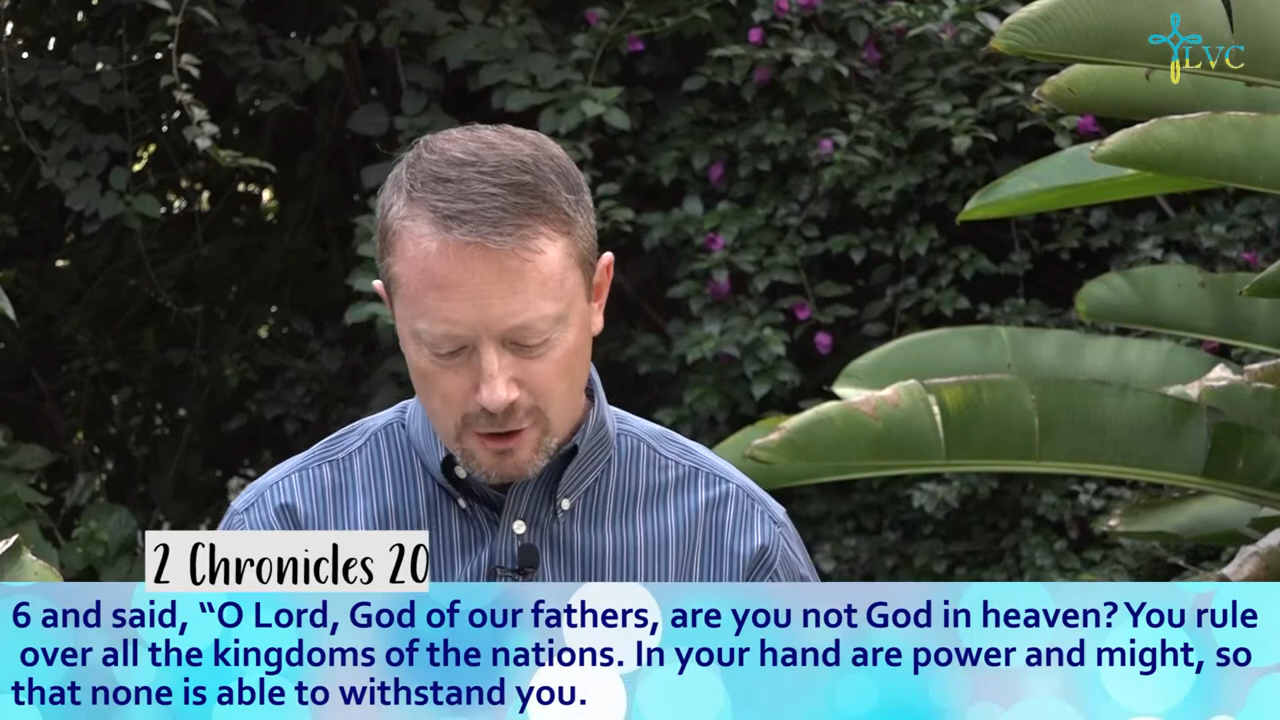 LVC
2 Chronicles 20
6 and said, “O Lord, God of our fathers, are you not God in heaven? You rule
over all the kingdoms of the nations. In your hand are power and might, so
that none is able to withstand you.